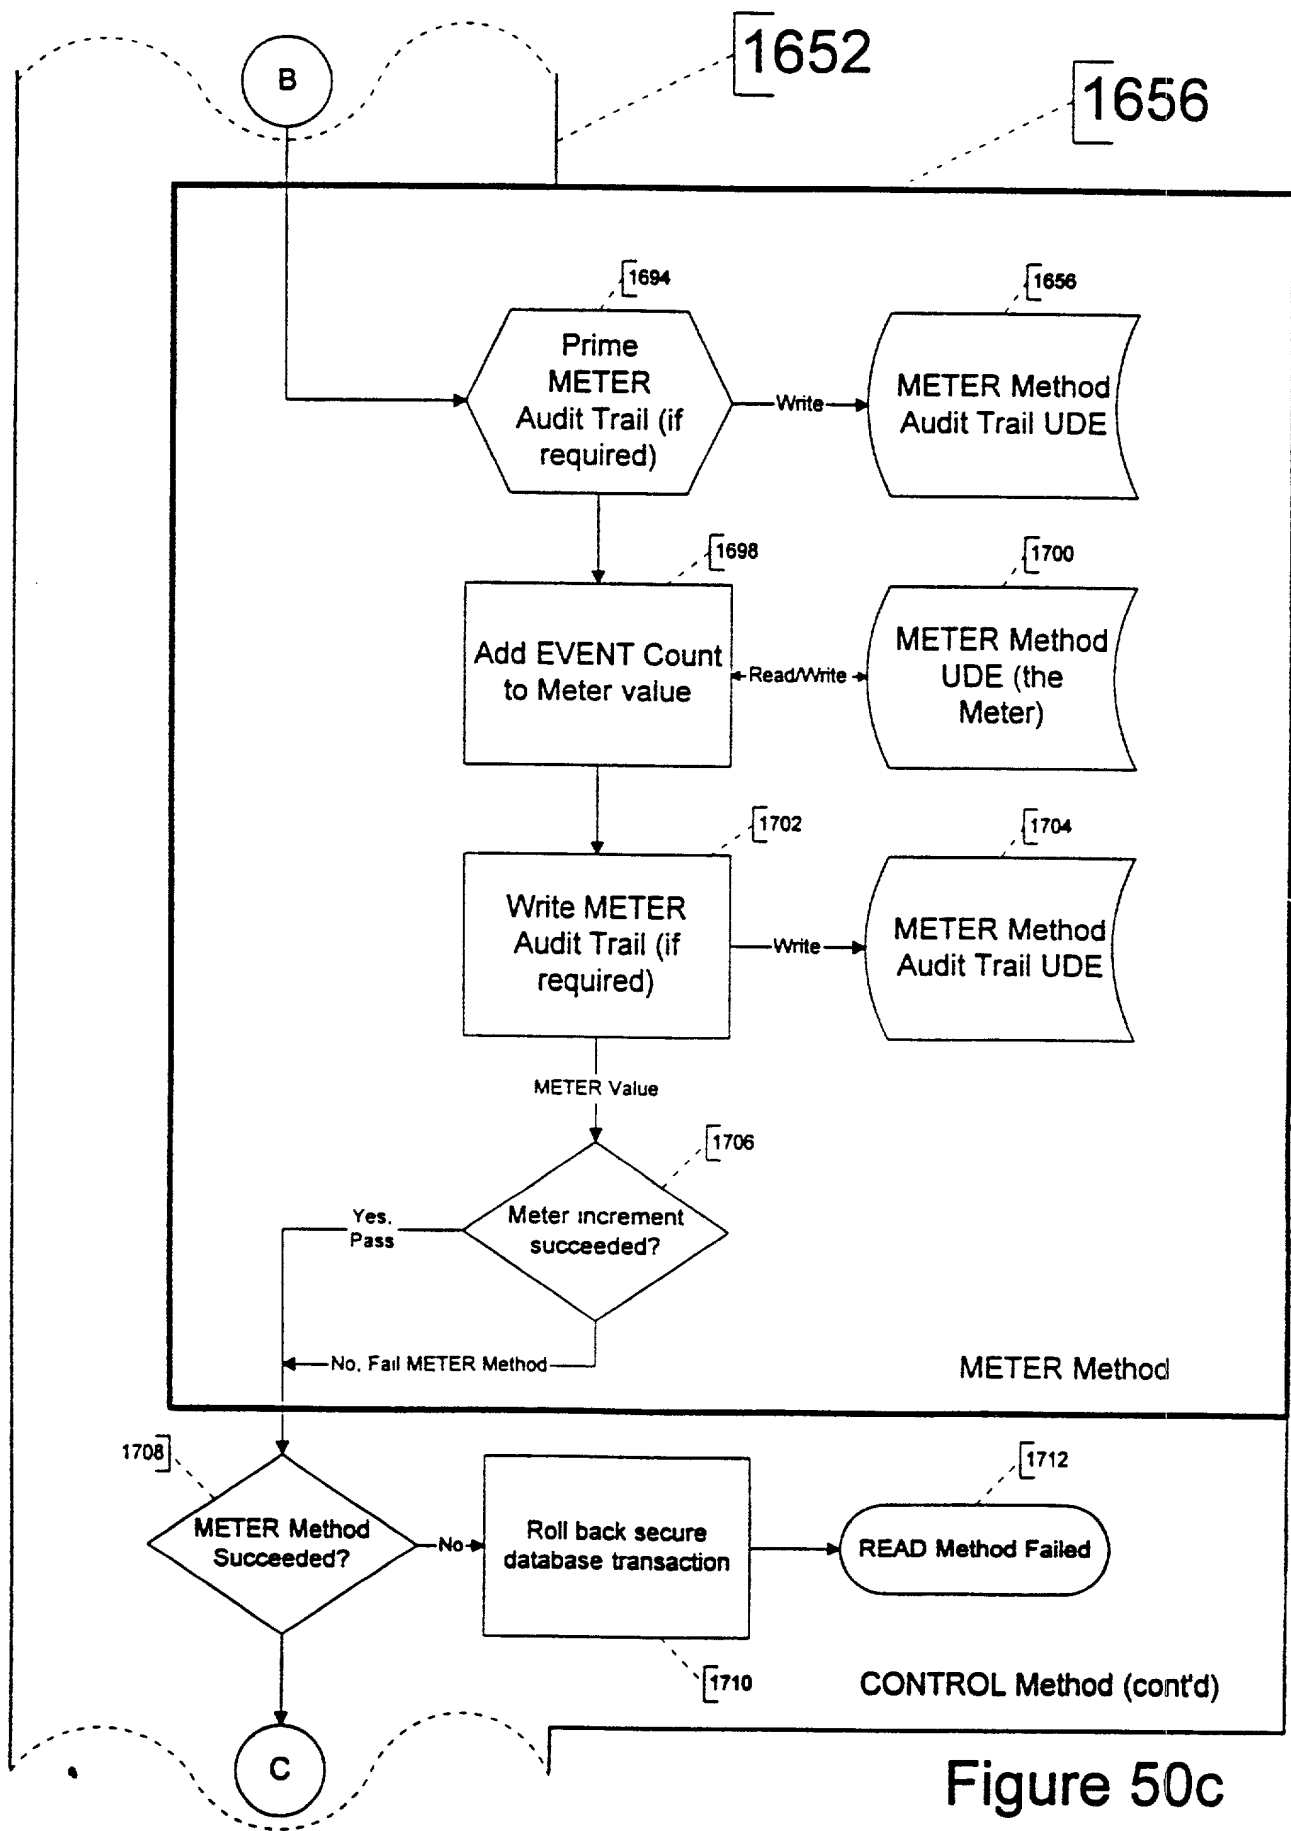 B
1652
1656
1694
Prime
METER
Audit Trail (if
required)
Write
1656
METER Method
Audit Trail UDE
1698
Add EVENT Count
to Meter value
Read/Write
1700
METER Method
UDE (the
Meter)
1702
Write METER
Audit Trail (if
required)
Write
1704
METER Method
Audit Trail UDE
METER Value
1706
Meter increment
succeeded?
Yes,
Pass
No, Fail METER Method
METER Method
1708
METER Method
Succeeded?
No
Roll back secure
database transaction
1710
1712
READ Method Failed
CONTROL Method (cont'd)
C
Figure 50c